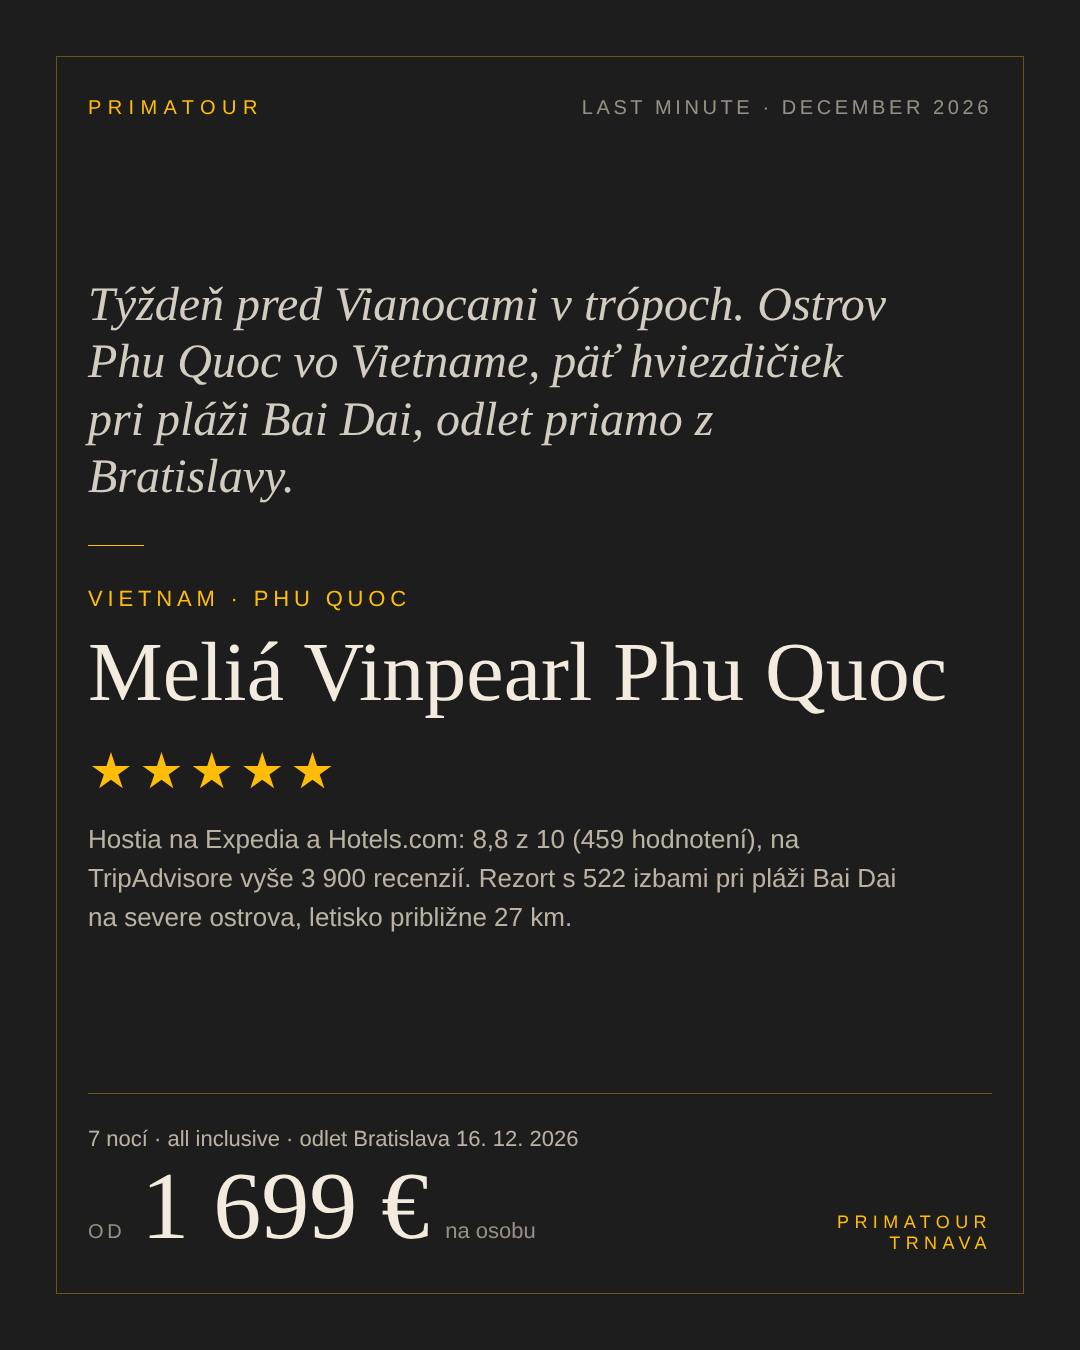 PRIMATOUR
LAST MINUTE · DECEMBER 2026
Týždeň pred Vianocami v trópoch. Ostrov
Phu Quoc vo Vietname, päť hviezdičiek
pri pláži Bai Dai, odlet priamo z
Bratislavy.
VIETNAM · PHU QUOC
Meliá Vinpearl Phu Quoc
★★★★★
Hostia na Expedia a Hotels.com: 8,8 z 10 (459 hodnotení), na
TripAdvisore vyše 3 900 recenzií. Rezort s 522 izbami pri pláži Bai Dai
na severe ostrova, letisko približne 27 km.
7 nocí · all inclusive · odlet Bratislava 16. 12. 2026
OD 1 699 € na osobu
PRIMATOUR
TRNAVA